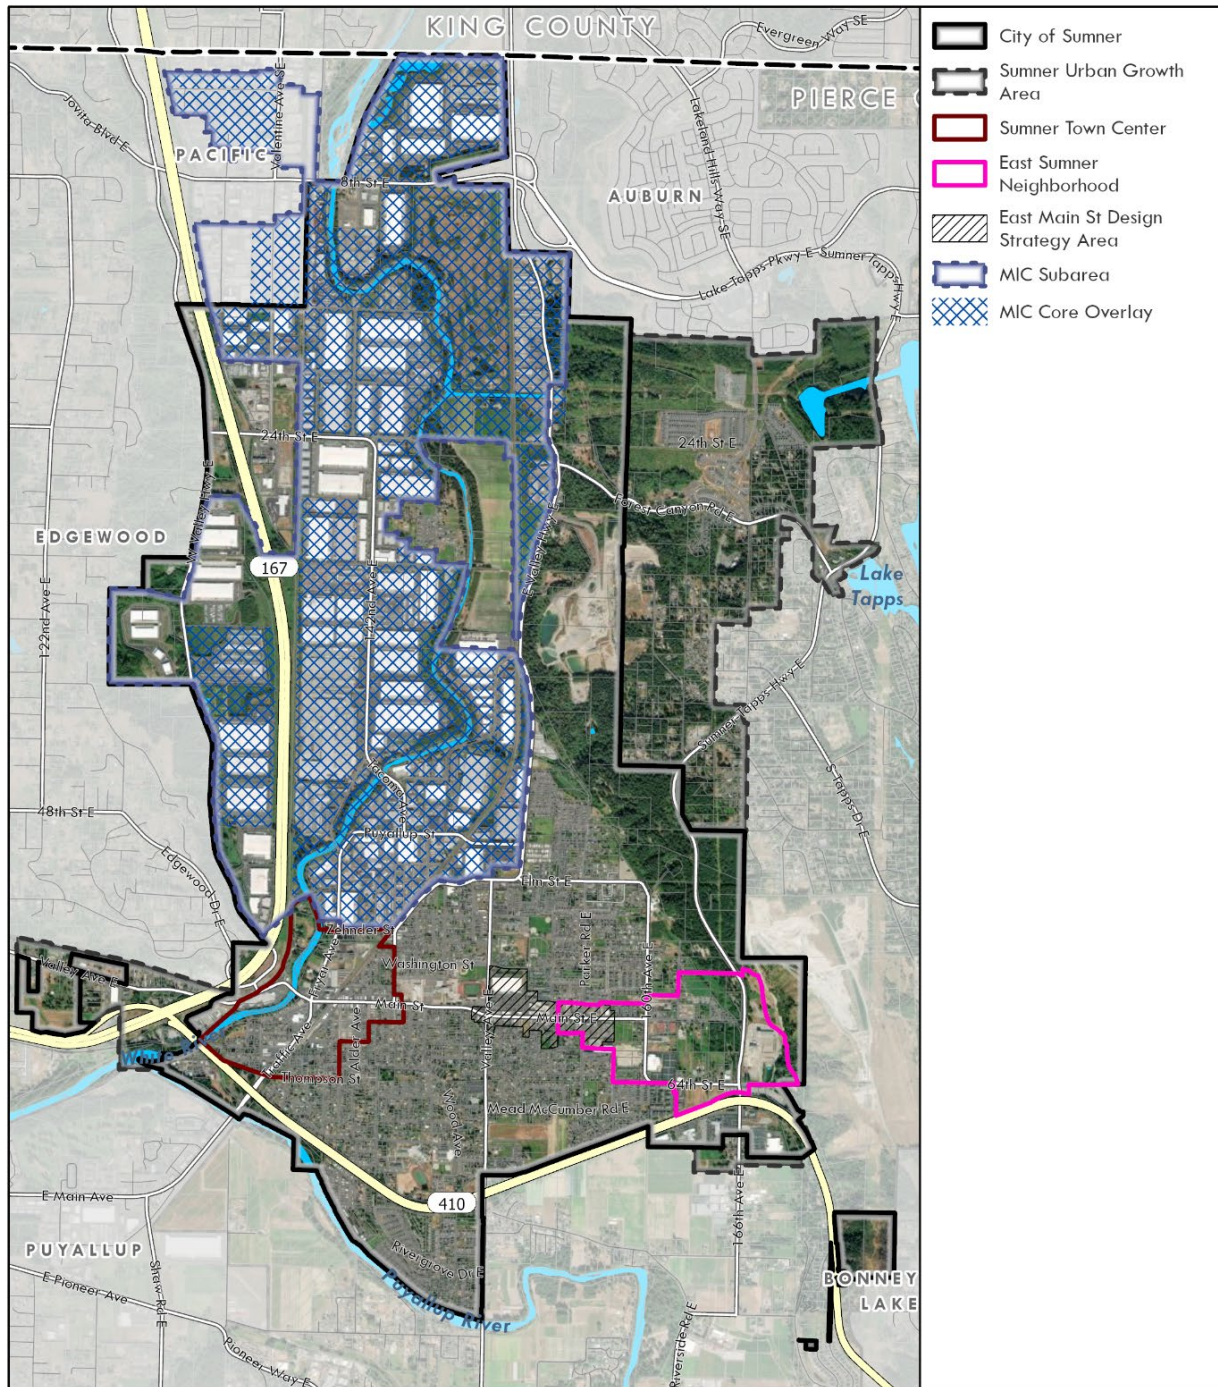 KING COUNTY
Evergreen Way SE
PIERCE C
Jovita Blvd E
Valentine Ave SE
Lakeland Hills Way SE
PACIFIC
8th St E
AUBURN
Lake Tapps Pkwy E
Sumner Tapps Hwy E
24th St E
24th St E
W Valley Hwy E
Forest Canyon Rd E
EDGEWOOD
167
E Valley Hwy E
142nd Ave E
122nd Ave E
Lake
Tapps
Sumner Tapps Hwy E
S Tapps Dr E
Tacoma Ave
48th St E
Puyallup St
Edgewood Dr E
Elm St E
Parker Rd E
Zehnder St
Valley Ave E
Fryar Ave
Washington St
160th Ave E
Main St
Main St E
Valley Ave E
Alder Ave
Traffic Ave
White R
Thompson St
64th St E
Mead McCumber Rd E
Wood Ave
E Main Ave
410
166th Ave E
PUYALLUP
Rivergrove Dr E
BONNEY
LAKE
Shaw Rd E
E Pioneer Ave
Puyallup River
Riverside Rd E
Pioneer Way E
City of Sumner
Sumner Urban Growth
Area
Sumner Town Center
East Sumner
Neighborhood
East Main St Design
Strategy Area
MIC Subarea
MIC Core Overlay